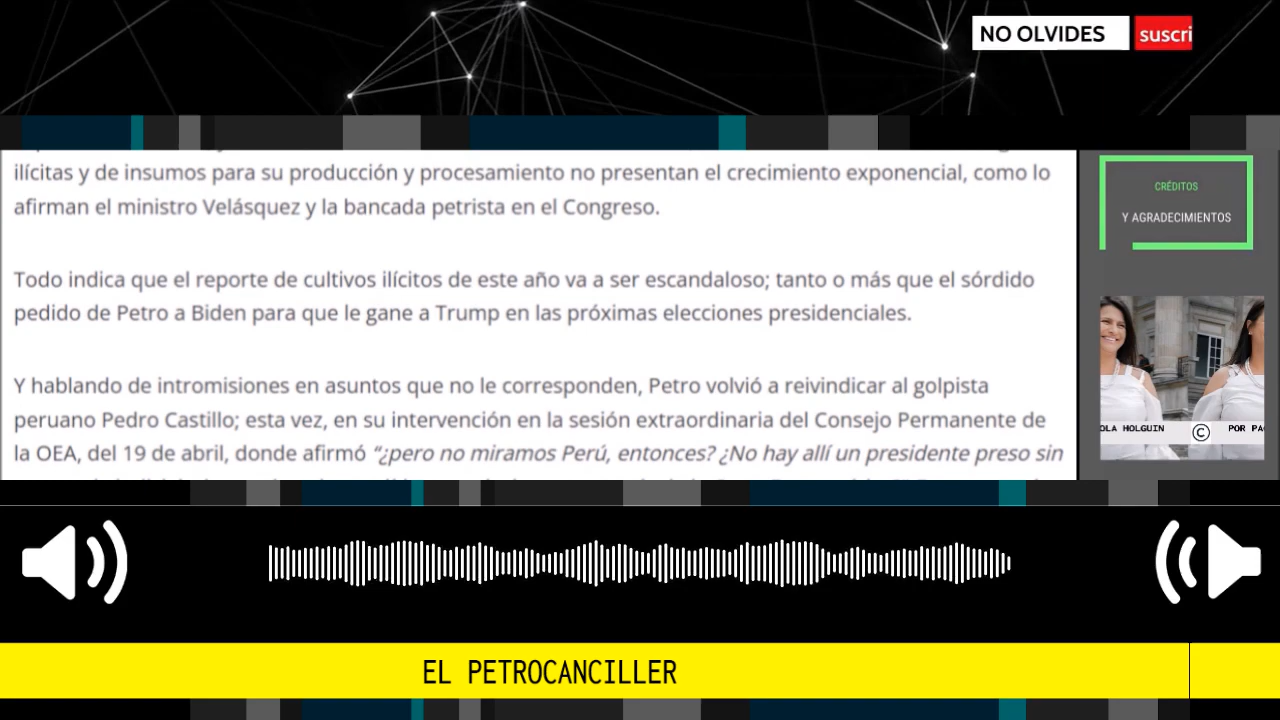 NO OLVIDES suscri
ilícitas y de insumos para su producción y procesamiento no presentan el crecimiento exponencial, como lo
afirman el ministro Velásquez y la bancada petrista en el Congreso.
Todo indica que el reporte de cultivos ilícitos de este año va a ser escandaloso; tanto o más que el sórdido
pedido de Petro a Biden para que le gane a Trump en las próximas elecciones presidenciales.
Y hablando de intromisiones en asuntos que no le corresponden, Petro volvió a reivindicar al golpista
peruano Pedro Castillo; esta vez, en su intervención en la sesión extraordinaria del Consejo Permanente de
la OEA, del 19 de abril, donde afirmó “¿pero no miramos Perú, entonces? ¿No hay allí un presidente preso sin
CRÉDITOS
Y AGRADECIMIENTOS
OLA HOLGUIN © POR PA
EL PETROCANCILLER